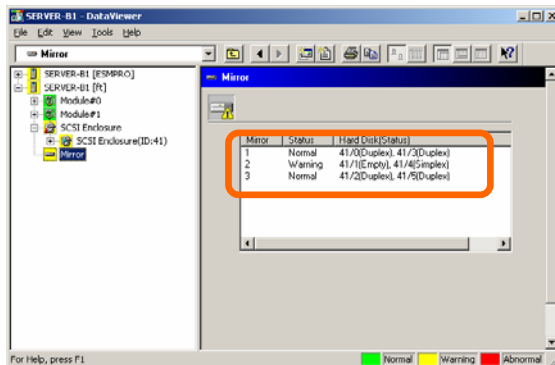 SERVER-B1 - DataViewer
File Edit View Tools Help
Mirror
SERVER-B1 [ESMPRO]
SERVER-B1 [ft]
Module#0
Module#1
SCSI Enclosure
SCSI Enclosure(ID:41)
Mirror
Mirror
Mirror Status Hard Disk(Status)
1 Normal 41/0(Duplex), 41/3(Duplex)
2 Warning 41/1(Empty), 41/4(Simplex)
3 Normal 41/2(Duplex), 41/5(Duplex)
For Help, press F1
Normal Warning Abnormal